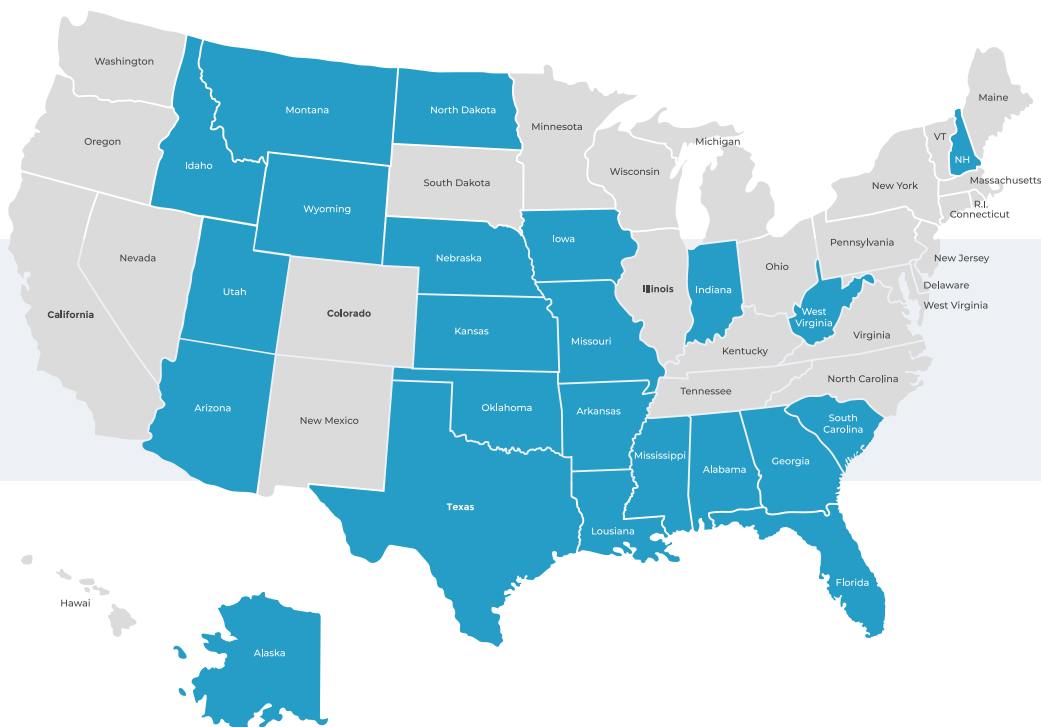 Washington
Montana
North Dakota
Minnesota
Maine
Oregon
Idaho
Michigan
VT
NH
Wisconsin
South Dakota
Massachusetts
New York
Wyoming
R.I.
Connecticut
Iowa
Pennsylvania
Nevada
Nebraska
New Jersey
Ohio
Utah
Illinois
Indiana
Delaware
West Virginia
California
Colorado
West
Virginia
Kansas
Virginia
Missouri
Kentucky
North Carolina
Tennessee
Arizona
Oklahoma
Arkansas
New Mexico
South
Carolina
Mississippi
Alabama
Georgia
Texas
Lousiana
Florida
Hawai
Alaska